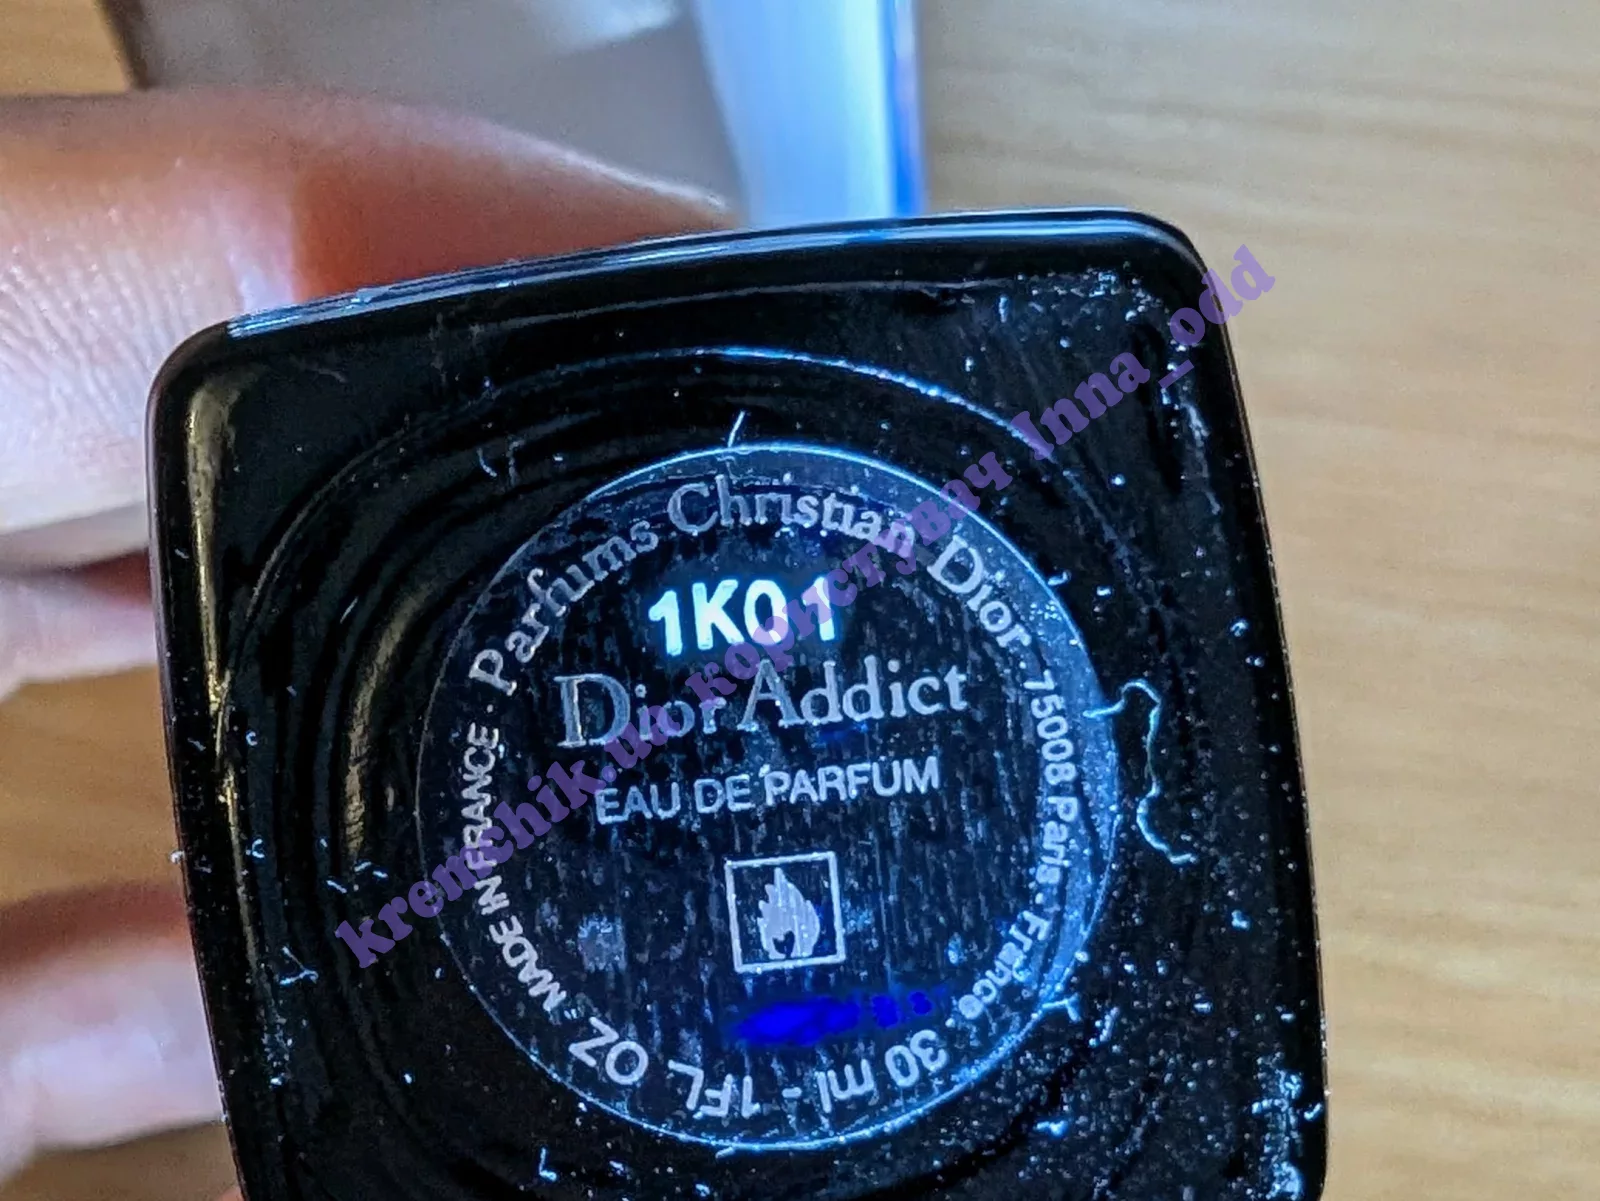 Parfums Christian Dior · 75008 Paris · France · 30 ml - 1FL OZ · MADE IN FRANCE ·
1K01
Dior Addict
EAU DE PARFUM
kremchik.ua користувач Inna_odd